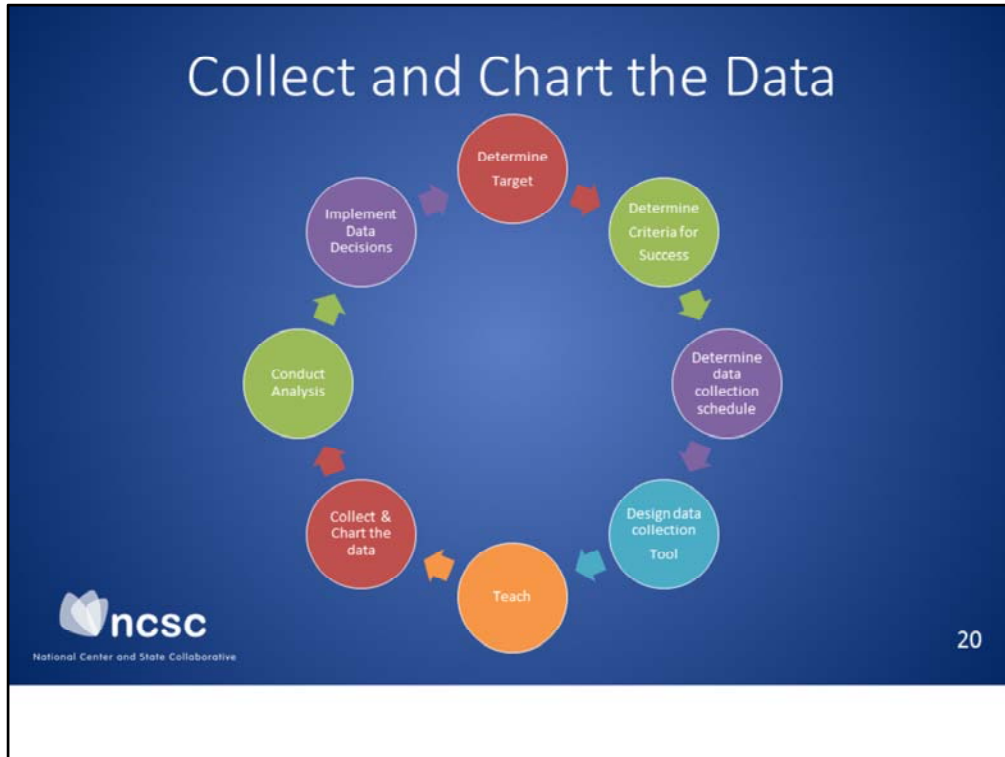 Collect and Chart the Data
Determine
Target
Determine
Criteria for
Success
Determine
data
collection
schedule
Design data
collection
Tool
Teach
Collect &
Chart the
data
Conduct
Analysis
Implement
Data
Decisions
ncsc
National Center and State Collaborative
20